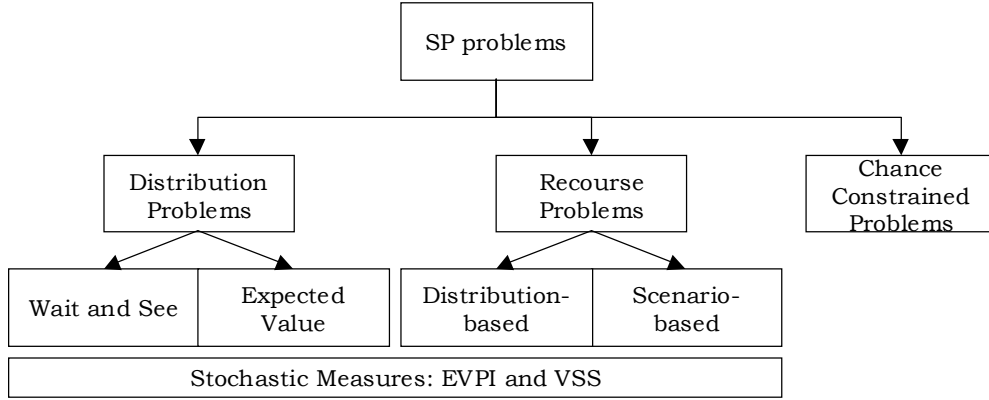 SP problems
Distribution
Problems
Recourse
Problems
Chance
Constrained
Problems
Wait and See
Expected
Value
Distribution-
based
Scenario-
based
Stochastic Measures: EVPI and VSS